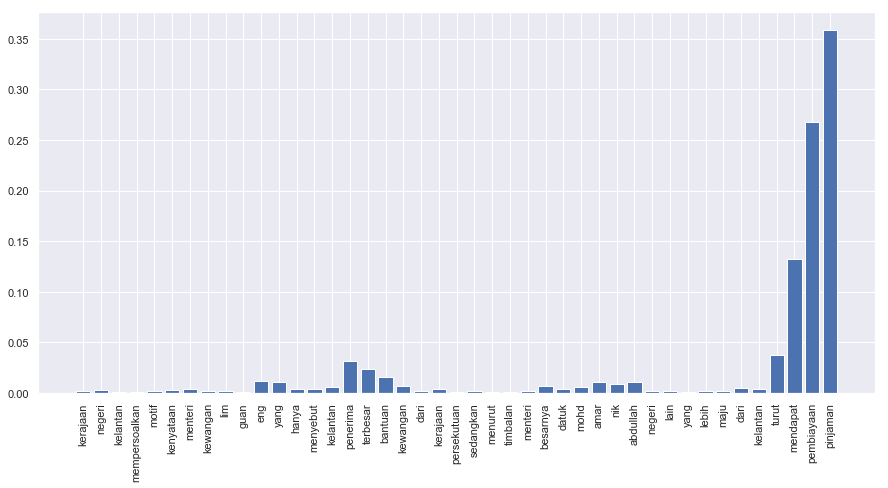 0.35
0.30
0.25
0.20
0.15
0.10
0.05
0.00
kerajaan
negeri
kelantan
mempersoalkan
motif
kenyataan
menteri
kewangan
lim
guan
eng
yang
hanya
menyebut
kelantan
penerima
terbesar
bantuan
kewangan
dari
kerajaan
persekutuan
sedangkan
menurut
timbalan
menteri
besarnya
datuk
mohd
amar
nik
abdullah
negeri
lain
yang
lebih
maju
dari
kelantan
turut
mendapat
pembiayaan
pinjaman